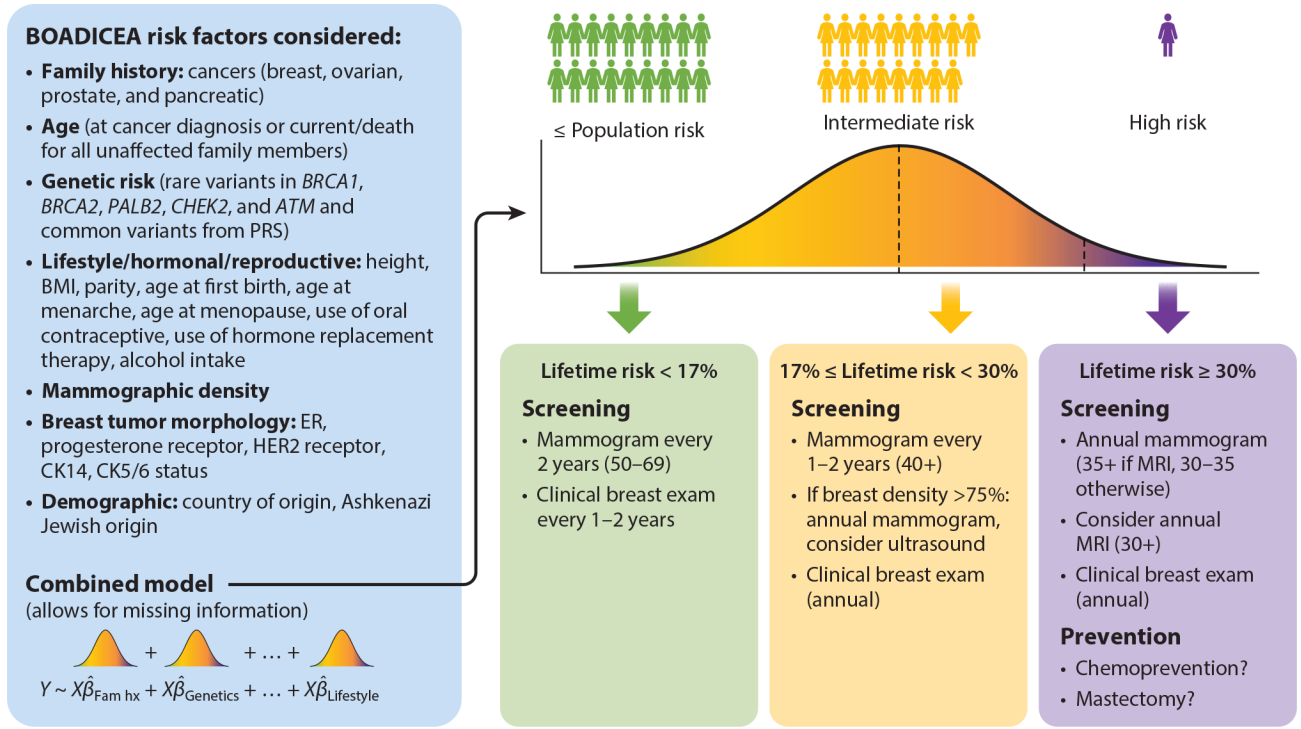 BOADICEA risk factors considered:
• Family history: cancers (breast, ovarian,
prostate, and pancreatic)
• Age (at cancer diagnosis or current/death
for all unaffected family members)
• Genetic risk (rare variants in BRCA1,
BRCA2, PALB2, CHEK2, and ATM and
common variants from PRS)
• Lifestyle/hormonal/reproductive: height,
BMI, parity, age at first birth, age at
menarche, age at menopause, use of oral
contraceptive, use of hormone replacement
therapy, alcohol intake
• Mammographic density
• Breast tumor morphology: ER,
progesterone receptor, HER2 receptor,
CK14, CK5/6 status
• Demographic: country of origin, Ashkenazi
Jewish origin
Combined model
(allows for missing information)
+ + … +
Y ~ Xβ̂Fam hx + Xβ̂Genetics + … + Xβ̂Lifestyle
≤ Population risk
Intermediate risk
High risk
Lifetime risk < 17%
Screening
• Mammogram every
2 years (50–69)
• Clinical breast exam
every 1–2 years
17% ≤ Lifetime risk < 30%
Screening
• Mammogram every
1–2 years (40+)
• If breast density >75%:
annual mammogram,
consider ultrasound
• Clinical breast exam
(annual)
Lifetime risk ≥ 30%
Screening
• Annual mammogram
(35+ if MRI, 30–35
otherwise)
• Consider annual
MRI (30+)
• Clinical breast exam
(annual)
Prevention
• Chemoprevention?
• Mastectomy?